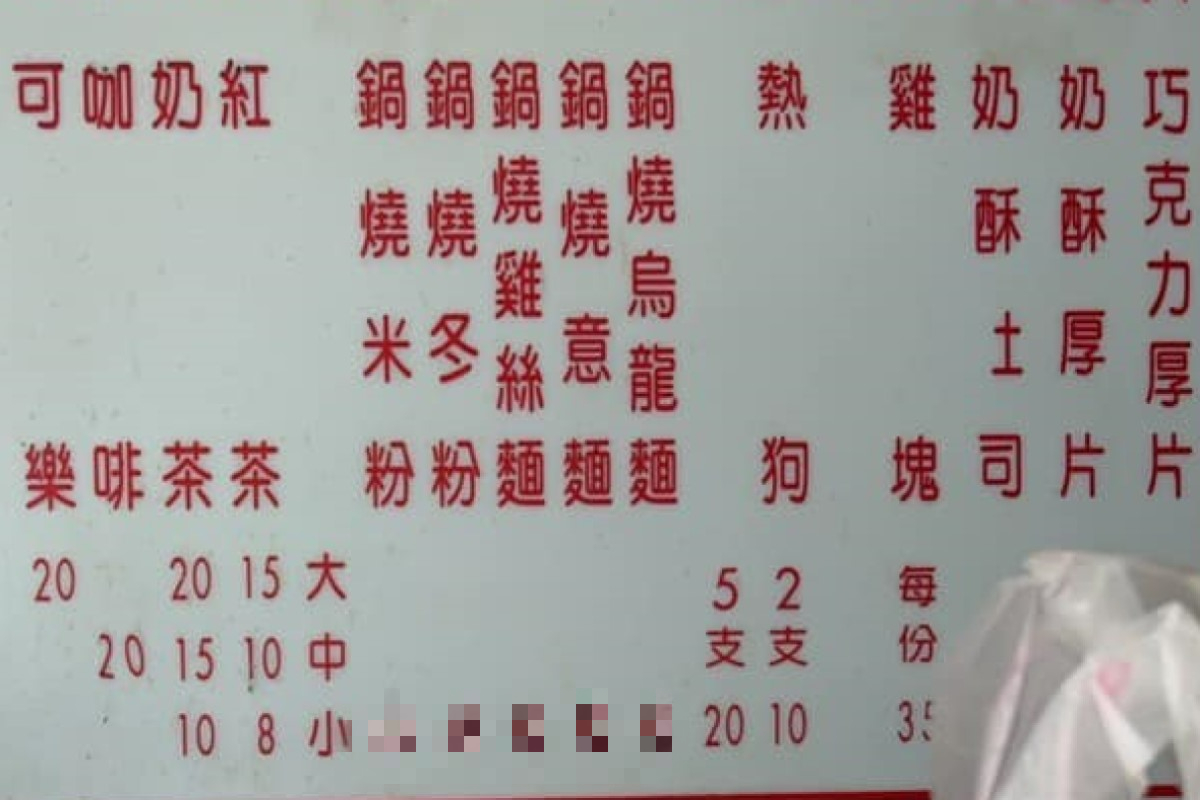 巧克力厚片
奶酥厚片
奶酥土司
雞塊 每份 35
熱狗 2支 10
5支 20
鍋燒烏龍麵
鍋燒意麵
鍋燒雞絲麵
鍋燒冬粉
鍋燒米粉
大 中 小
紅茶 15 10 8
奶茶 20 15 10
咖啡 20
可樂 20